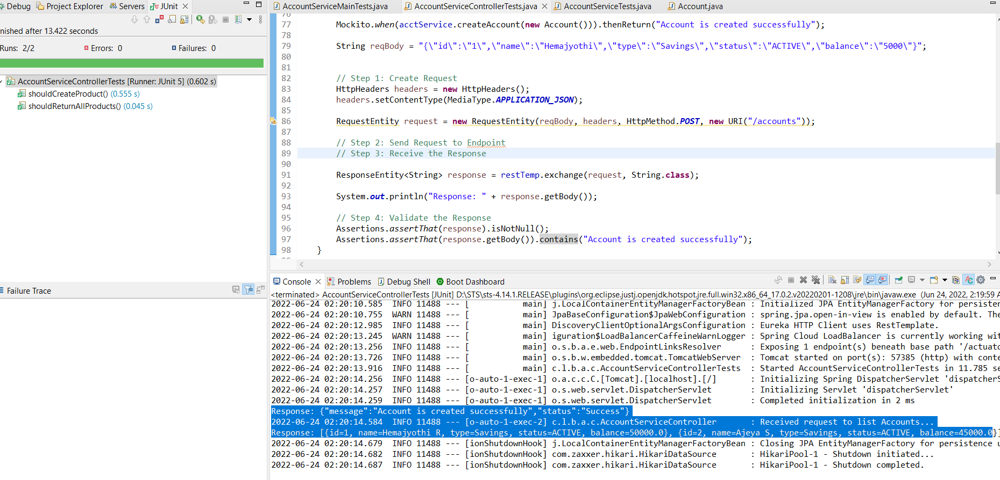 Debug Project Explorer Servers JUnit
nished after 13.422 seconds
Runs: 2/2 Errors: 0 Failures: 0
AccountServiceControllerTests [Runner: JUnit 5] (0.602 s)
shouldCreateProduct() (0.555 s)
shouldReturnAllProducts() (0.045 s)
Failure Trace
AccountServiceMainTests.java AccountServiceControllerTests.java AccountServiceTests.java Account.java
76
77 Mockito.when(acctService.createAccount(new Account())).thenReturn("Account is created successfully");
78
79 String reqBody = "{\"id\":\"1\",\"name\":\"Hemajyothi\",\"type\":\"Savings\",\"status\":\"ACTIVE\",\"balance\":\"5000\"}";
80
81
82 // Step 1: Create Request
83 HttpHeaders headers = new HttpHeaders();
84 headers.setContentType(MediaType.APPLICATION_JSON);
85
86 RequestEntity request = new RequestEntity(reqBody, headers, HttpMethod.POST, new URI("/accounts"));
87
88 // Step 2: Send Request to Endpoint
89 // Step 3: Receive the Response
90
91 ResponseEntity<String> response = restTemp.exchange(request, String.class);
92
93 System.out.println("Response: " + response.getBody());
94
95 // Step 4: Validate the Response
96 Assertions.assertThat(response).isNotNull();
97 Assertions.assertThat(response.getBody()).contains("Account is created successfully");
98 }
Console Problems Debug Shell Boot Dashboard
<terminated> AccountServiceControllerTests [JUnit] D:\STS\sts-4.14.1.RELEASE\plugins\org.eclipse.justj.openjdk.hotspot.jre.full.win32.x86_64_17.0.2.v20220201-1208\jre\bin\javaw.exe (Jun 24, 2022, 2:19:59 A
2022-06-24 02:20:10.585 INFO 11488 --- [ main] j.LocalContainerEntityManagerFactoryBean : Initialized JPA EntityManagerFactory for persisten
2022-06-24 02:20:10.755 WARN 11488 --- [ main] JpaBaseConfiguration$JpaWebConfiguration : spring.jpa.open-in-view is enabled by default. The
2022-06-24 02:20:12.985 INFO 11488 --- [ main] DiscoveryClientOptionalArgsConfiguration : Eureka HTTP Client uses RestTemplate.
2022-06-24 02:20:13.245 WARN 11488 --- [ main] iguration$LoadBalancerCaffeineWarnLogger : Spring Cloud LoadBalancer is currently working wit
2022-06-24 02:20:13.256 INFO 11488 --- [ main] o.s.b.a.e.web.EndpointLinksResolver : Exposing 1 endpoint(s) beneath base path '/actuato
2022-06-24 02:20:13.726 INFO 11488 --- [ main] o.s.b.w.embedded.tomcat.TomcatWebServer : Tomcat started on port(s): 57385 (http) with conte
2022-06-24 02:20:13.916 INFO 11488 --- [ main] c.l.b.a.c.AccountServiceControllerTests : Started AccountServiceControllerTests in 11.785 se
2022-06-24 02:20:14.256 INFO 11488 --- [o-auto-1-exec-1] o.a.c.c.C.[Tomcat].[localhost].[/] : Initializing Spring DispatcherServlet 'dispatcherS
2022-06-24 02:20:14.257 INFO 11488 --- [o-auto-1-exec-1] o.s.web.servlet.DispatcherServlet : Initializing Servlet 'dispatcherServlet'
2022-06-24 02:20:14.259 INFO 11488 --- [o-auto-1-exec-1] o.s.web.servlet.DispatcherServlet : Completed initialization in 2 ms
Response: {"message":"Account is created successfully","status":"Success"}
2022-06-24 02:20:14.584 INFO 11488 --- [o-auto-1-exec-2] c.l.b.a.c.AccountServiceController : Received request to list Accounts...
Response: [{id=1, name=Hemajyothi R, type=Savings, status=ACTIVE, balance=50000.0}, {id=2, name=Ajeya S, type=Savings, status=ACTIVE, balance=45000.0}]
2022-06-24 02:20:14.679 INFO 11488 --- [ionShutdownHook] j.LocalContainerEntityManagerFactoryBean : Closing JPA EntityManagerFactory for persistence u
2022-06-24 02:20:14.682 INFO 11488 --- [ionShutdownHook] com.zaxxer.hikari.HikariDataSource : HikariPool-1 - Shutdown initiated...
2022-06-24 02:20:14.687 INFO 11488 --- [ionShutdownHook] com.zaxxer.hikari.HikariDataSource : HikariPool-1 - Shutdown completed.